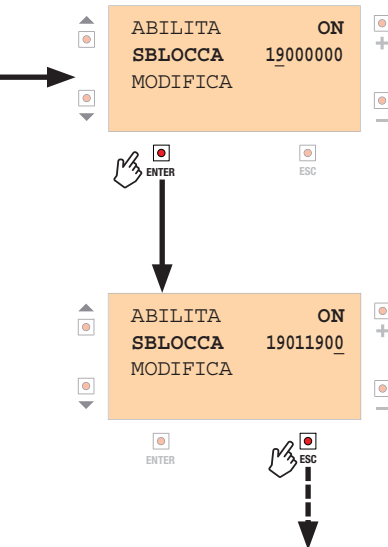 ABILITA ON
SBLOCCA 19000000
MODIFICA
ENTER ESC
ABILITA ON
SBLOCCA 19011900
MODIFICA
ENTER ESC